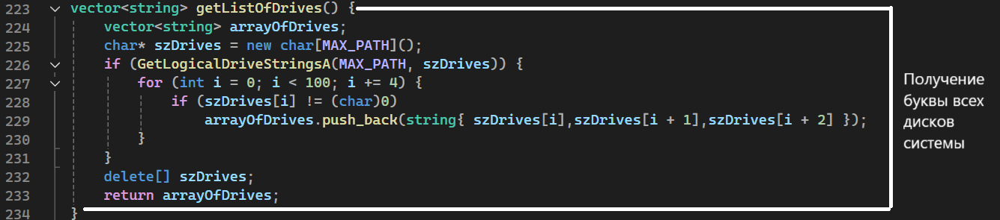 223 vector<string> getListOfDrives() {
224 vector<string> arrayOfDrives;
225 char* szDrives = new char[MAX_PATH]();
226 if (GetLogicalDriveStringsA(MAX_PATH, szDrives)) {
227 for (int i = 0; i < 100; i += 4) {
228 if (szDrives[i] != (char)0)
229 arrayOfDrives.push_back(string{ szDrives[i],szDrives[i + 1],szDrives[i + 2] });
230 }
231 }
232 delete[] szDrives;
233 return arrayOfDrives;
234 }
Получение
буквы всех
дисков
системы